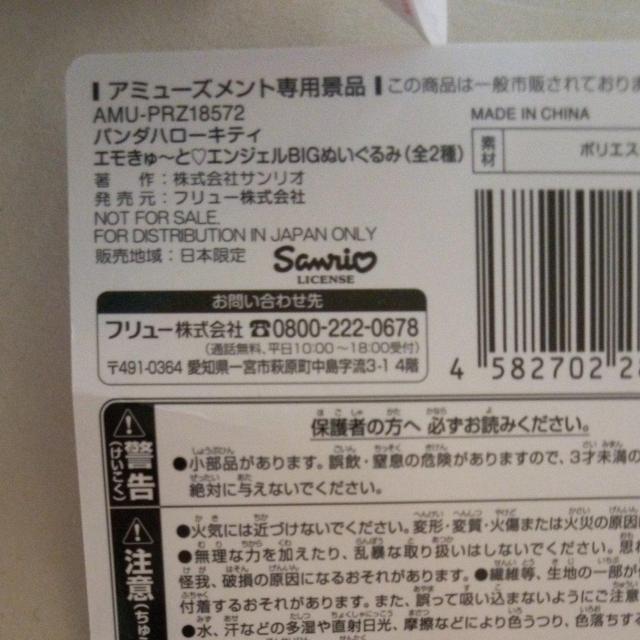 アミューズメント専用景品 この商品は一般市販されておりま
AMU-PRZ18572
パンダハローキティ
エモきゅ〜と♡エンジェルBIGぬいぐるみ(全2種)
著 作:株式会社サンリオ
発売元:フリュー株式会社
NOT FOR SALE.
FOR DISTRIBUTION IN JAPAN ONLY
販売地域:日本限定
Sanrio
LICENSE
MADE IN CHINA
素材 ポリエス
お問い合わせ先
フリュー株式会社 ☎0800-222-0678
(通話無料、平日10:00〜18:00受付)
〒491-0364 愛知県一宮市萩原町中島字流3-1 4階
4 582702 22
警告
(けいこく)
保護者の方へ 必ずお読みください。
●小部品があります。誤飲・窒息の危険がありますので、3才未満の
絶対に与えないでください。
注意
(ちゅ
●火気には近づけないでください。変形・変質・火傷または火災の原因
●無理な力を加えたり、乱暴な取り扱いはしないでください。思
怪我、破損の原因になるおそれがあります。●繊維等、生地の一部が
付着するおそれがあります。また、誤って吸い込まないようにご注意
●水、汗などの多湿や直射日光、摩擦などにより色うつり、色落ちす